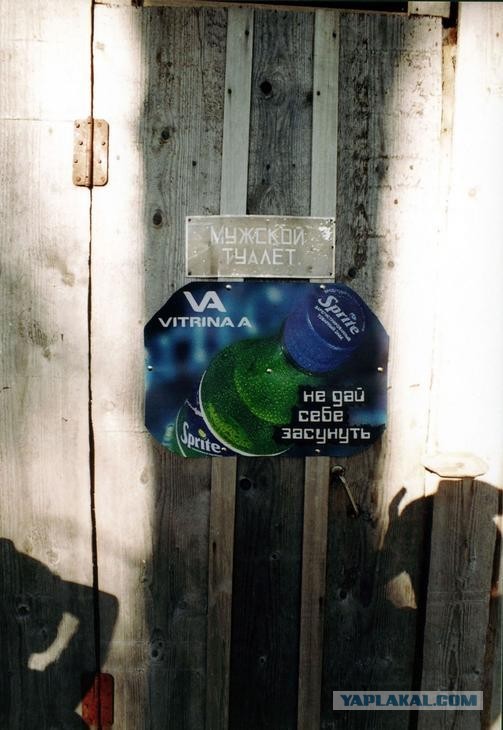 МУЖСКОЙ
ТУАЛЕТ
VA
VITRINA A
Sprite
Sprite
не дай
себе
засунуть
YAPLAKAL.COM